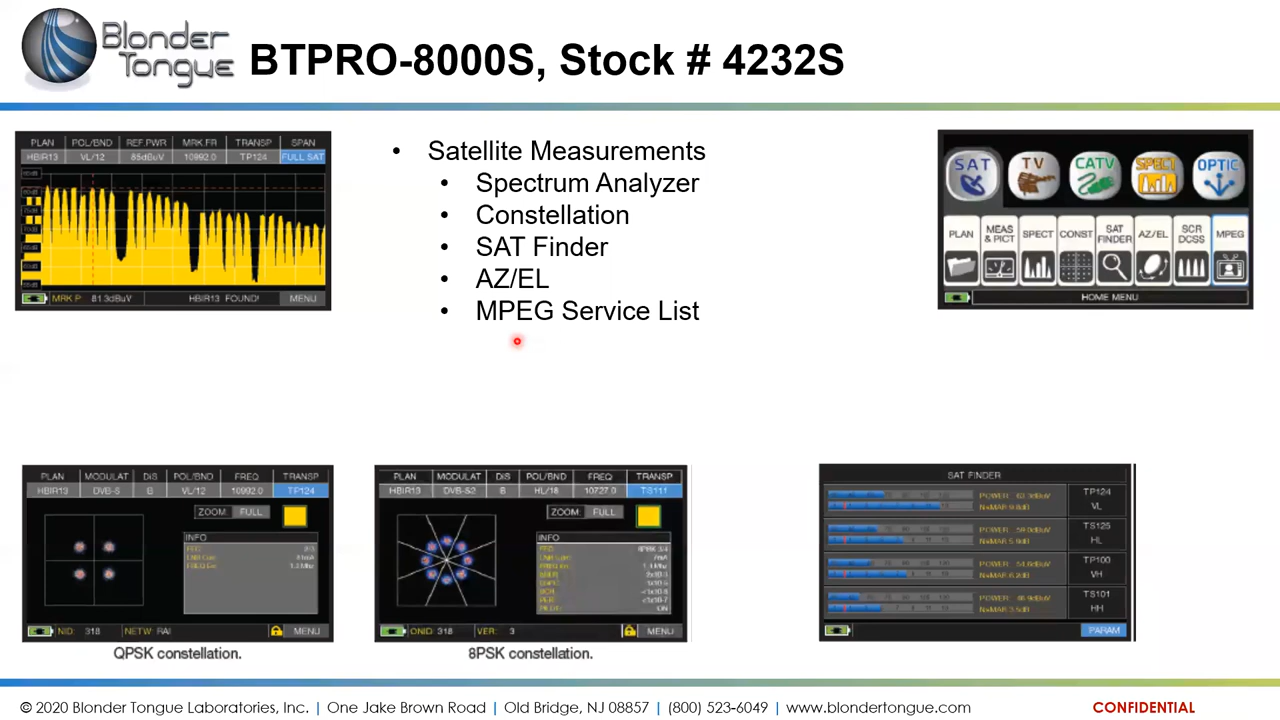 Blonder
Tongue
BTPRO-8000S, Stock # 4232S
PLAN POL/BND REF.PWR MRK.FR TRANSP SPAN
HBIR13 VL/12 85dBuV 10992.0 TP124 FULL SAT
MRK P 81.3dBuV HBIR13 FOUND! MENU
• Satellite Measurements
• Spectrum Analyzer
• Constellation
• SAT Finder
• AZ/EL
• MPEG Service List
SAT TV CATV SPECT OPTIC
PLAN MEAS & PICT SPECT CONST SAT FINDER AZ/EL SCR DCSS MPEG
HOME MENU
PLAN MODULAT DIS POL/BND FREQ TRANSP
HBIR13 DVB-S B VL/12 10992.0 TP124
ZOOM: FULL
INFO
NID: 318 NETW: RAI MENU
QPSK constellation.
PLAN MODULAT DIS POL/BND FREQ TRANSP
HBIR13 DVB-S2 B HL/18 10727.0 TS111
ZOOM: FULL
INFO
ONID: 318 VER: 3 MENU
8PSK constellation.
SAT FINDER
TP124
VL
TS125
HL
TP100
VH
TS101
HH
PARAM
© 2020 Blonder Tongue Laboratories, Inc. | One Jake Brown Road | Old Bridge, NJ 08857 | (800) 523-6049 | www.blondertongue.com CONFIDENTIAL